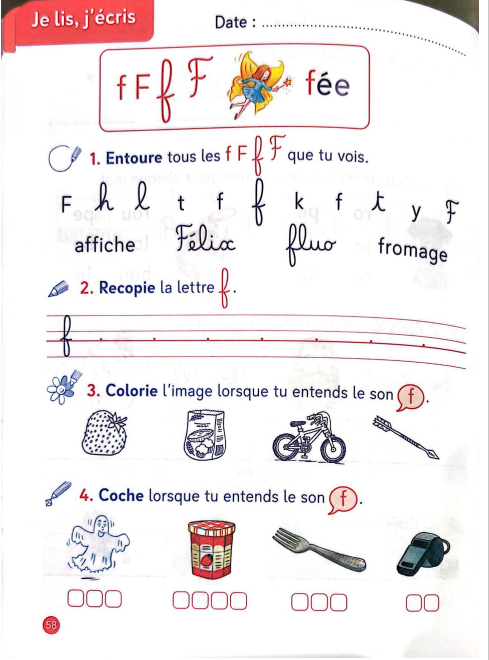 Je lis, j'écris
Date : ........................................
f F f F fée
1. Entoure tous les f F f F que tu vois.
F h l t f f k f t y F
affiche Félix fluo fromage
2. Recopie la lettre f.
f
3. Colorie l'image lorsque tu entends le son f.
4. Coche lorsque tu entends le son f.
58